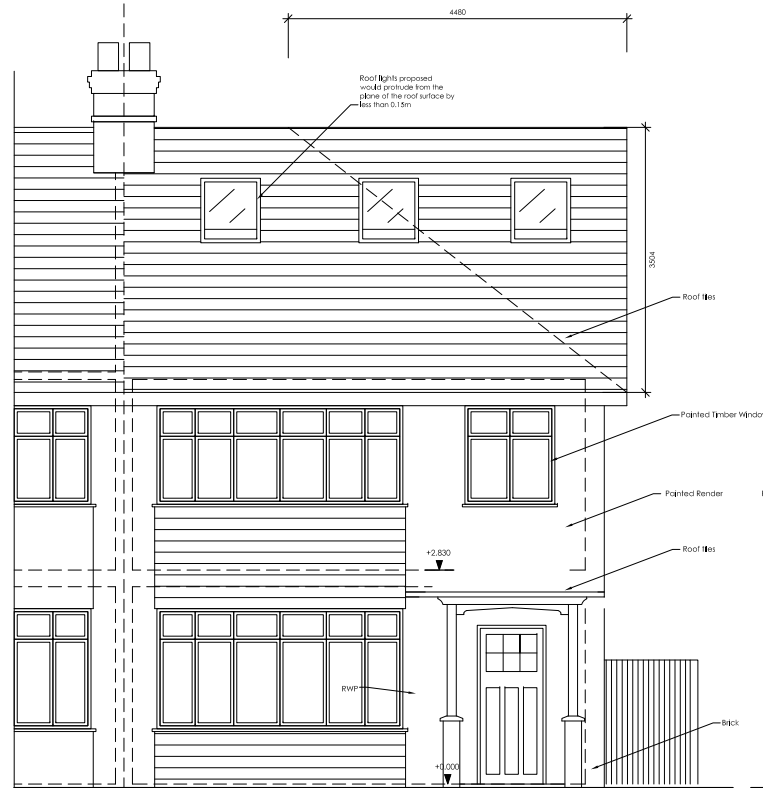 4480
Roof lights proposed
would protrude from the
plane of the roof surface by
less than 0.15m
3504
Roof tiles
Painted Timber Window
Painted Render
+2.830
Roof tiles
RWP
Brick
+0.000